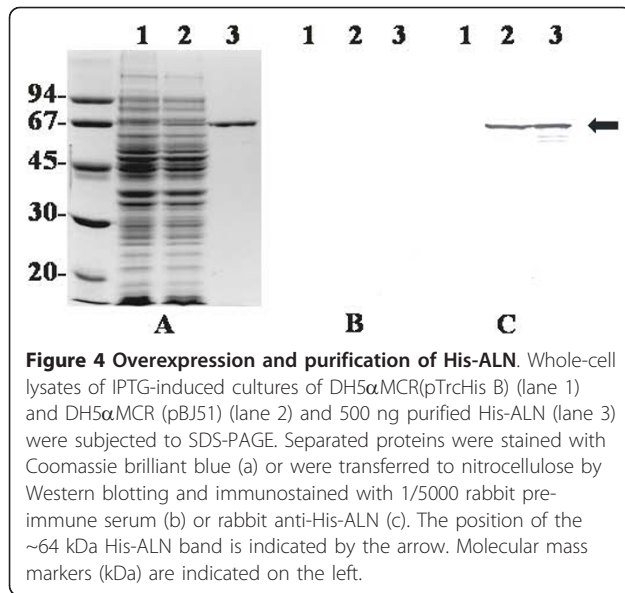 1 2 3 1 2 3 1 2 3
94-
67-
45-
30-
20-
A B C
Figure 4 Overexpression and purification of His-ALN. Whole-cell
lysates of IPTG-induced cultures of DH5αMCR(pTrcHis B) (lane 1)
and DH5αMCR (pBJ51) (lane 2) and 500 ng purified His-ALN (lane 3)
were subjected to SDS-PAGE. Separated proteins were stained with
Coomassie brilliant blue (a) or were transferred to nitrocellulose by
Western blotting and immunostained with 1/5000 rabbit pre-
immune serum (b) or rabbit anti-His-ALN (c). The position of the
~64 kDa His-ALN band is indicated by the arrow. Molecular mass
markers (kDa) are indicated on the left.